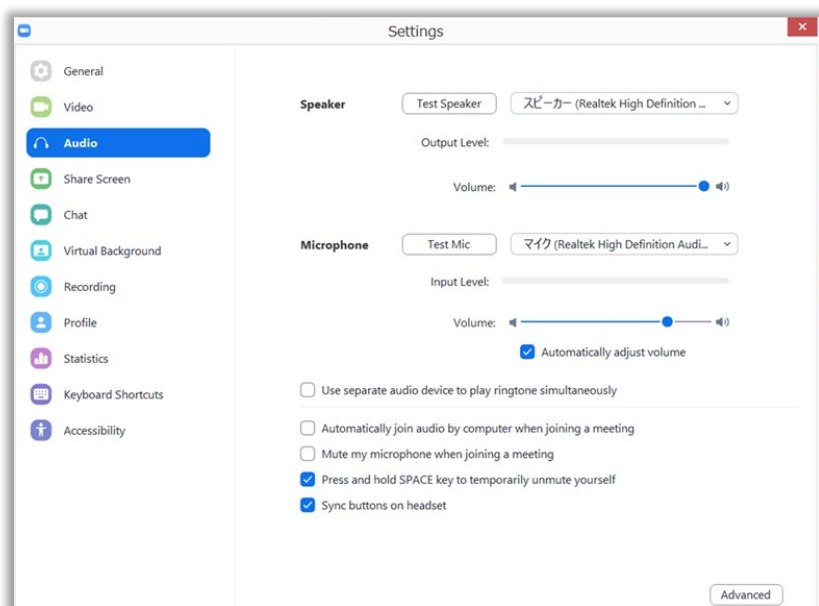 Settings
General
Video
Audio
Share Screen
Chat
Virtual Background
Recording
Profile
Statistics
Keyboard Shortcuts
Accessibility
Speaker
Test Speaker
スピーカー (Realtek High Definition ...
Output Level:
Volume:
Microphone
Test Mic
マイク (Realtek High Definition Audi...
Input Level:
Volume:
Automatically adjust volume
Use separate audio device to play ringtone simultaneously
Automatically join audio by computer when joining a meeting
Mute my microphone when joining a meeting
Press and hold SPACE key to temporarily unmute yourself
Sync buttons on headset
Advanced